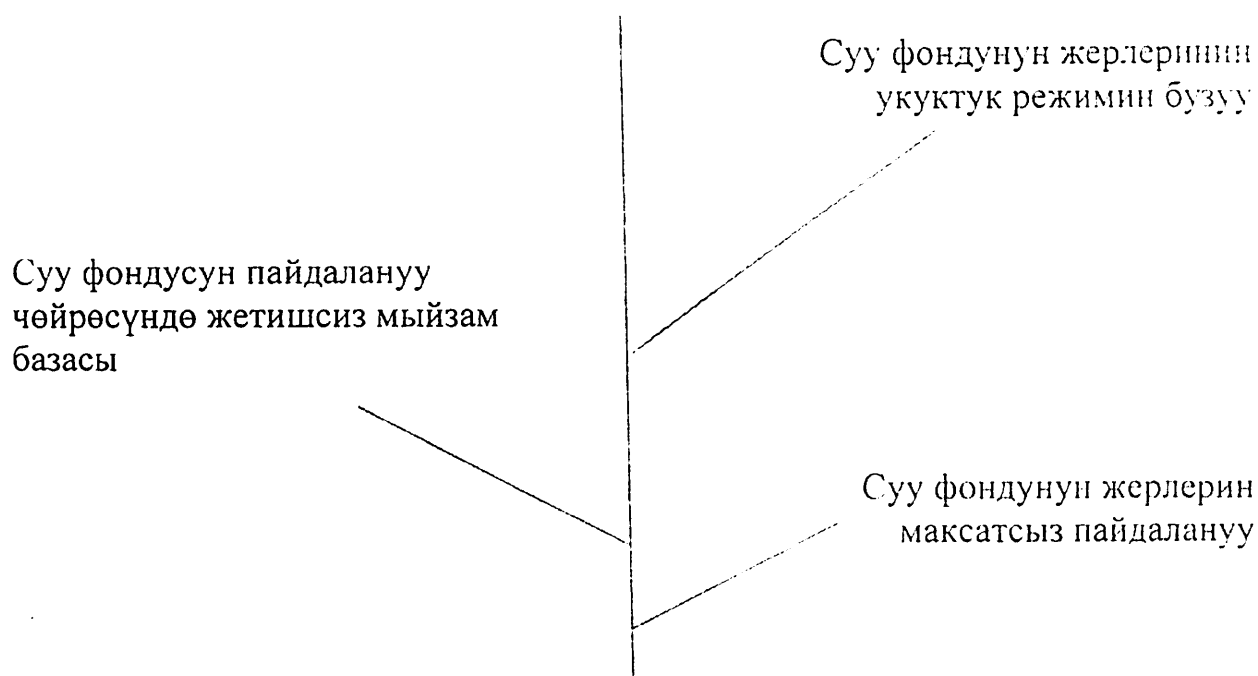 Суу фондунун жерлеринин
укуктук режимин бузуу
Суу фондусун пайдалануу
чөйрөсүндө жетишсиз мыйзам
базасы
Суу фондунун жерлерин
максатсыз пайдалануу